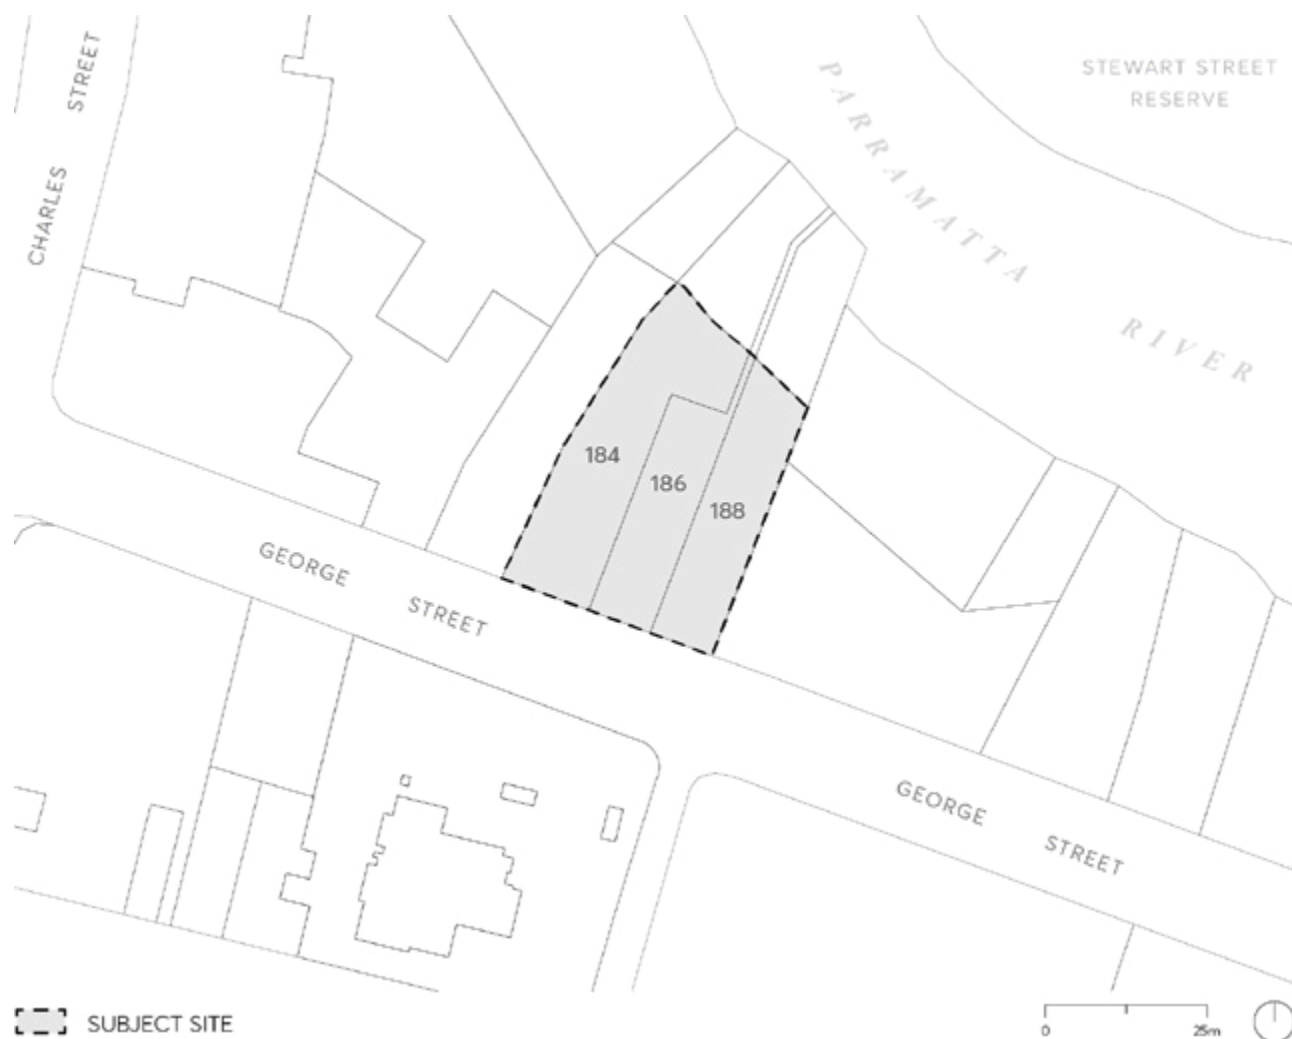 STEWART STREET
RESERVE
PARRAMATTA
RIVER
CHARLES STREET
184
186
188
GEORGE STREET
GEORGE STREET
SUBJECT SITE
0 25m